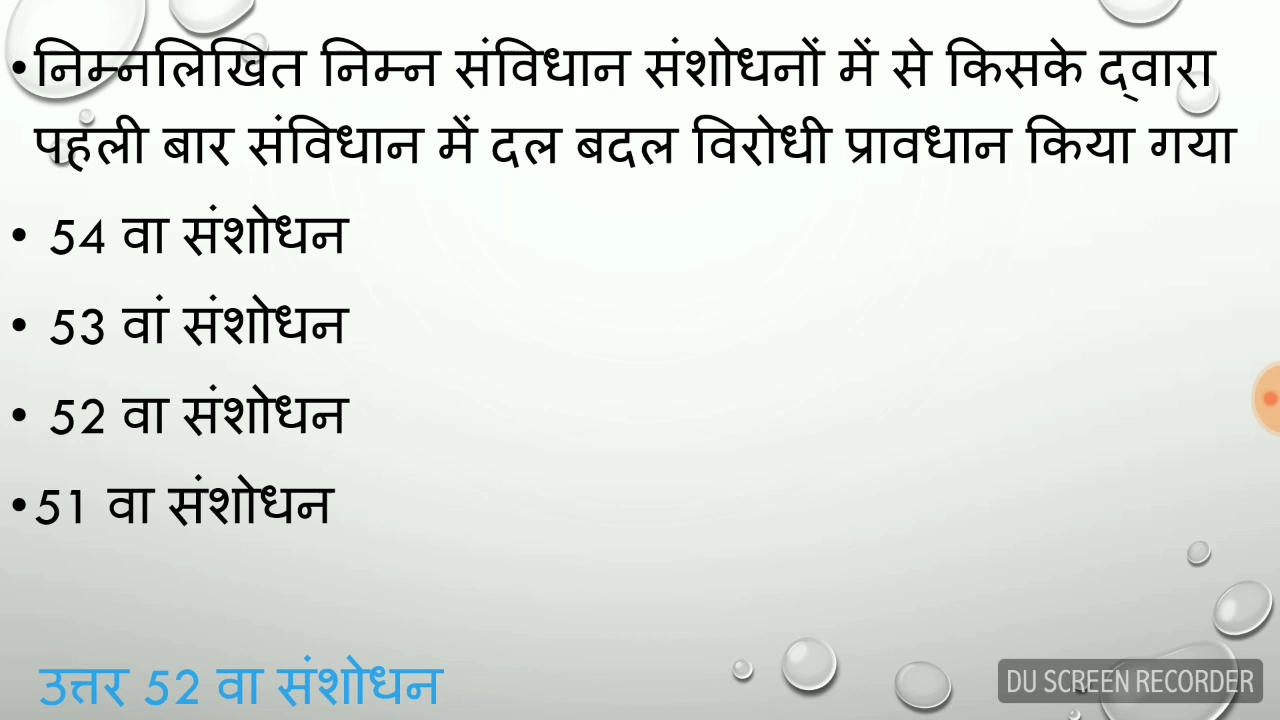 •निम्नलिखित निम्न संविधान संशोधनों में से किसके द्वारा
पहली बार संविधान में दल बदल विरोधी प्रावधान किया गया
• 54 वा संशोधन
• 53 वां संशोधन
• 52 वा संशोधन
•51 वा संशोधन
उत्तर 52 वा संशोधन
DU SCREEN RECORDER